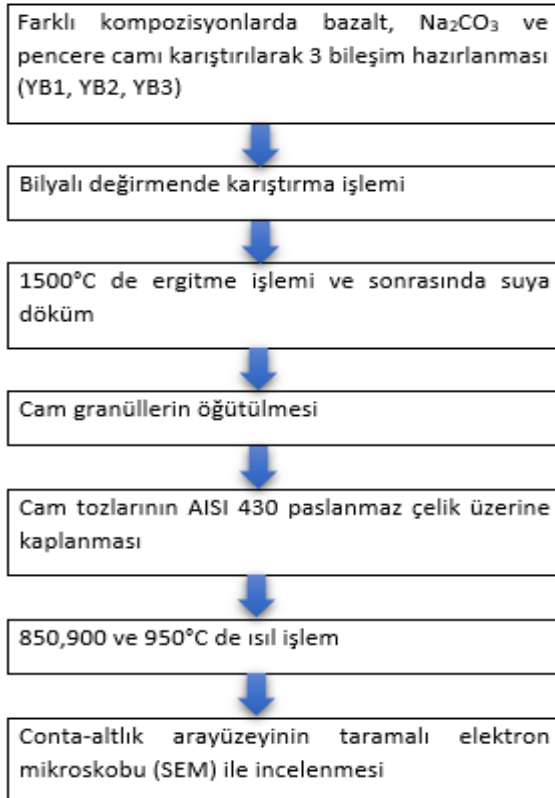 Farklı kompozisyonlarda bazalt, Na₂CO₃ ve
pencere camı karıştırılarak 3 bileşim hazırlanması
(YB1, YB2, YB3)
Bilyalı değirmende karıştırma işlemi
1500°C de ergitme işlemi ve sonrasında suya
döküm
Cam granüllerin öğütülmesi
Cam tozlarının AISI 430 paslanmaz çelik üzerine
kaplanması
850,900 ve 950°C de ısıl işlem
Conta-altlık arayüzeyinin taramalı elektron
mikroskobu (SEM) ile incelenmesi